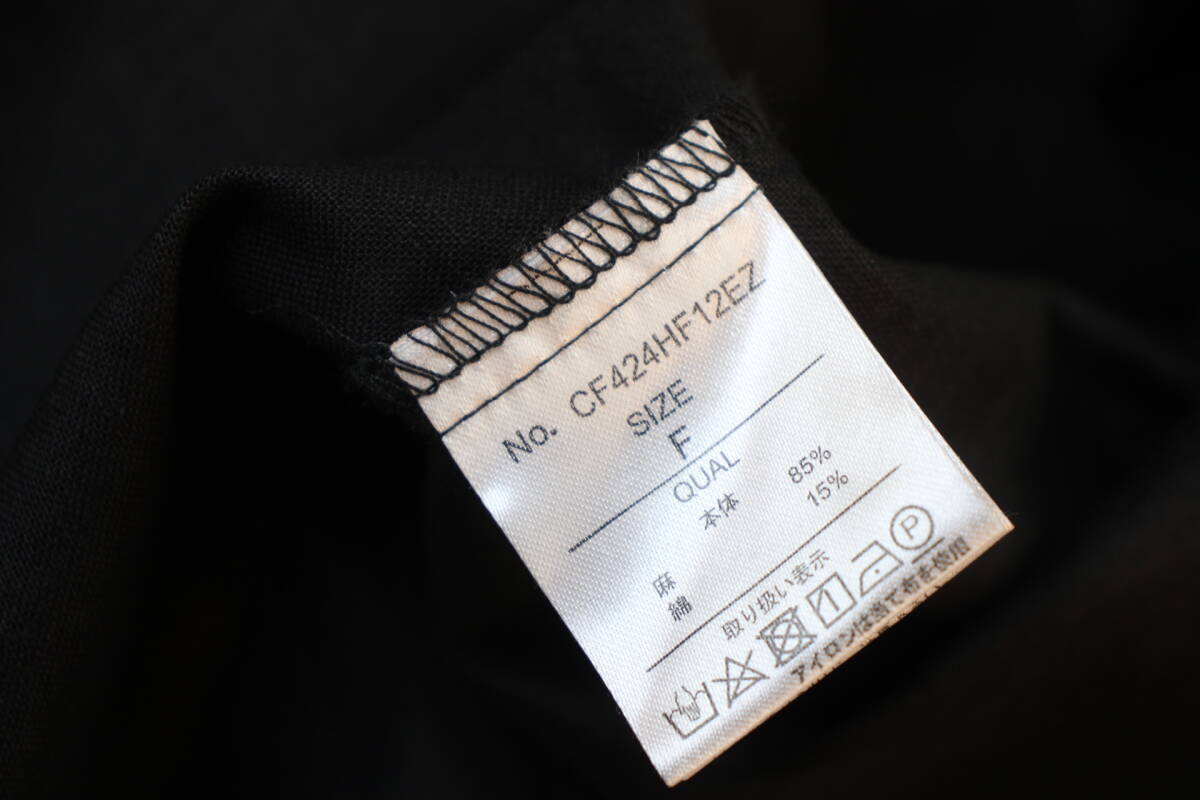 No. CF424HF12EZ
SIZE
F
QUAL
本体
麻 85%
綿 15%
取り扱い表示
P
アイロンは当て布を使用